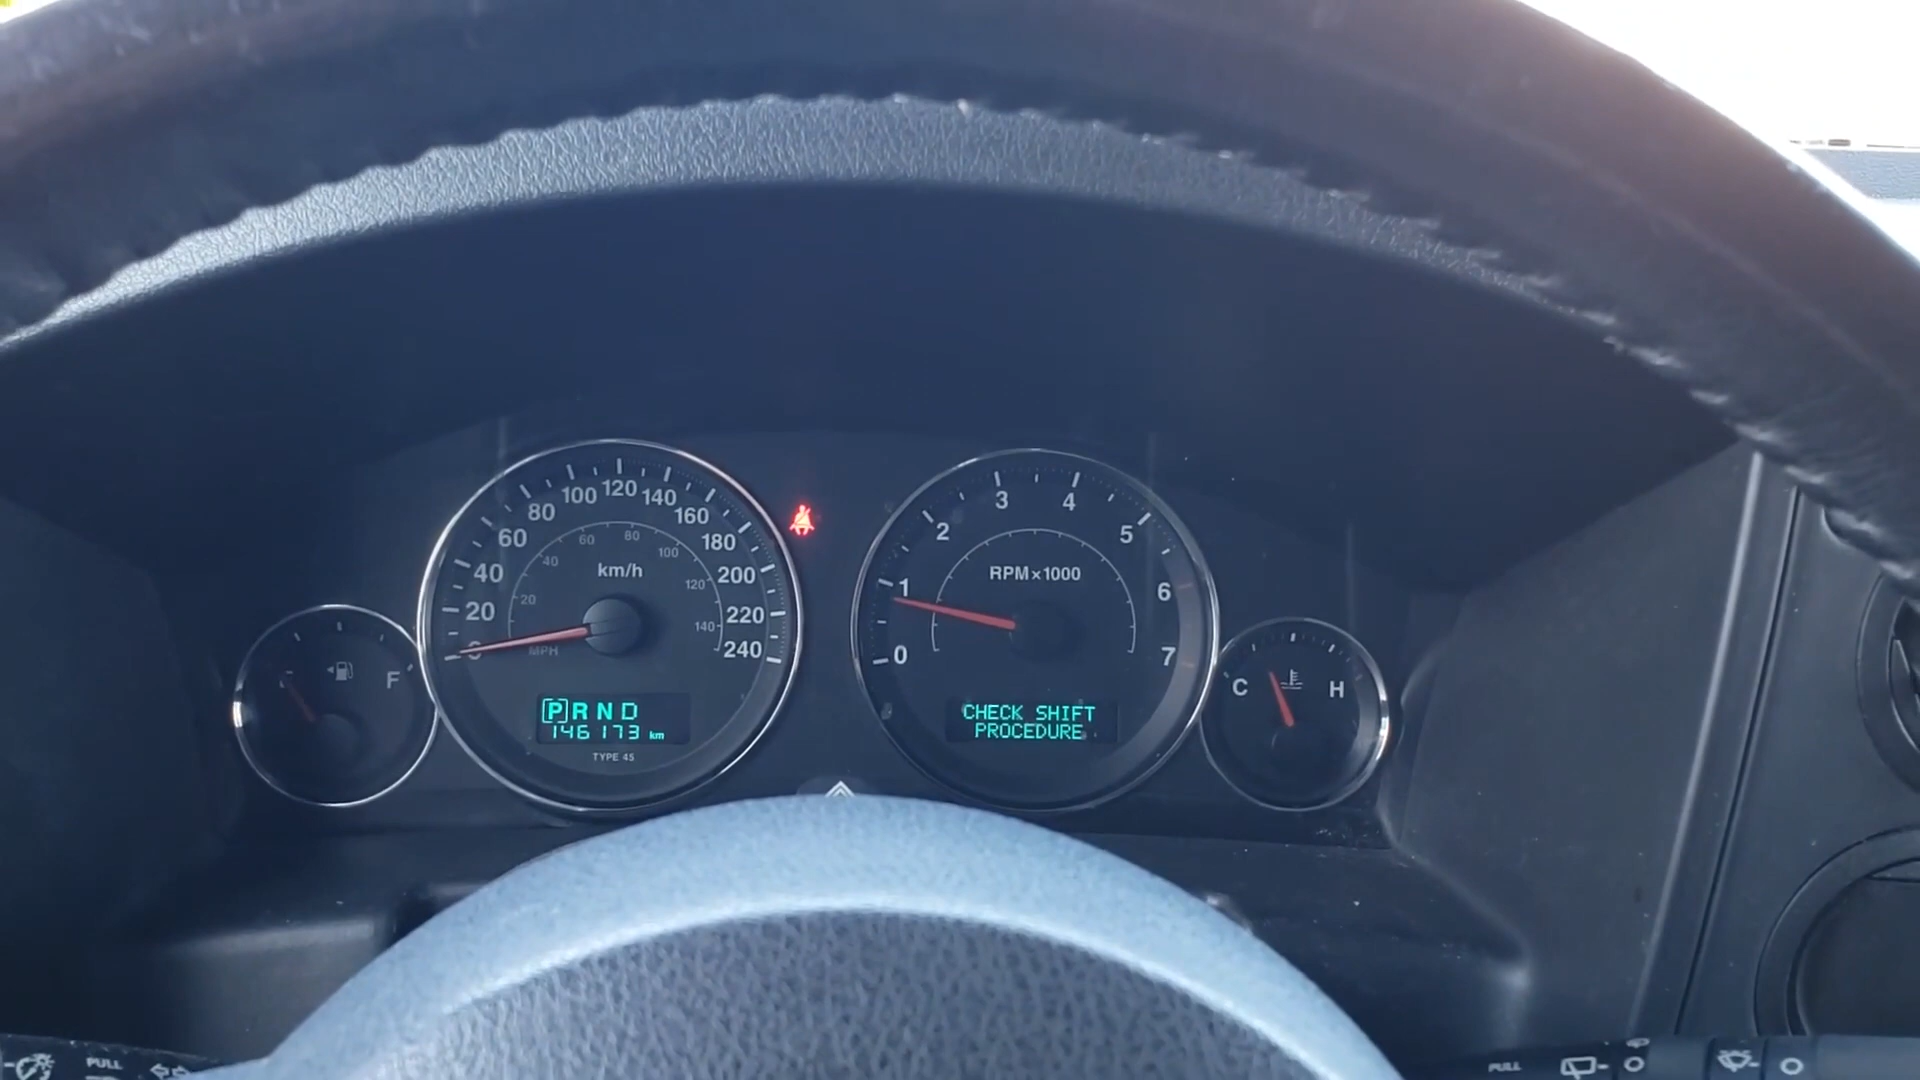 0
20
40
60
80
100
120
140
160
180
200
220
240
20
40
60
80
100
120
140
km/h
MPH
P R N D
146173 km
TYPE 45
F
0
1
2
3
4
5
6
7
RPM×1000
CHECK SHIFT
PROCEDURE
C
H
PULL
PULL